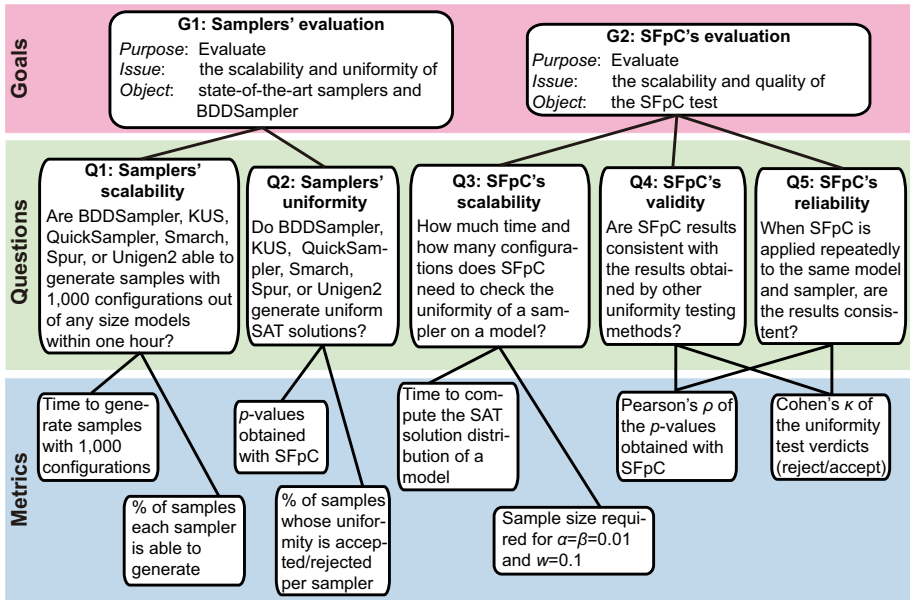 Goals
G1: Samplers' evaluation
Purpose: Evaluate
Issue: the scalability and uniformity of
Object: state-of-the-art samplers and
BDDSampler
G2: SFpC's evaluation
Purpose: Evaluate
Issue: the scalability and quality of
Object: the SFpC test
Questions
Q1: Samplers'
scalability
Are BDDSampler, KUS,
QuickSampler, Smarch,
Spur, or Unigen2 able to
generate samples with
1,000 configurations out
of any size models
within one hour?
Q2: Samplers'
uniformity
Do BDDSampler,
KUS, QuickSam-
pler, Smarch,
Spur, or Unigen2
generate uniform
SAT solutions?
Q3: SFpC's
scalability
How much time and
how many configura-
tions does SFpC
need to check the
uniformity of a sam-
pler on a model?
Q4: SFpC's
validity
Are SFpC results
consistent with
the results obtai-
ned by other
uniformity testing
methods?
Q5: SFpC's
reliability
When SFpC is
applied repeatedly
to the same model
and sampler, are
the results consis-
tent?
Metrics
Time to gene-
rate samples
with 1,000
configurations
% of samples
each sampler
is able to
generate
p-values
obtained
with SFpC
% of samples
whose unifor-
mity is accep-
ted/rejected
per sampler
Time to com-
pute the SAT
solution distri-
bution of a
model
Sample size requi-
red for α=β=0.01
and w=0.1
Pearson's ρ of
the p-values
obtained with
SFpC
Cohen's κ of
the uniformity
test verdicts
(reject/accept)